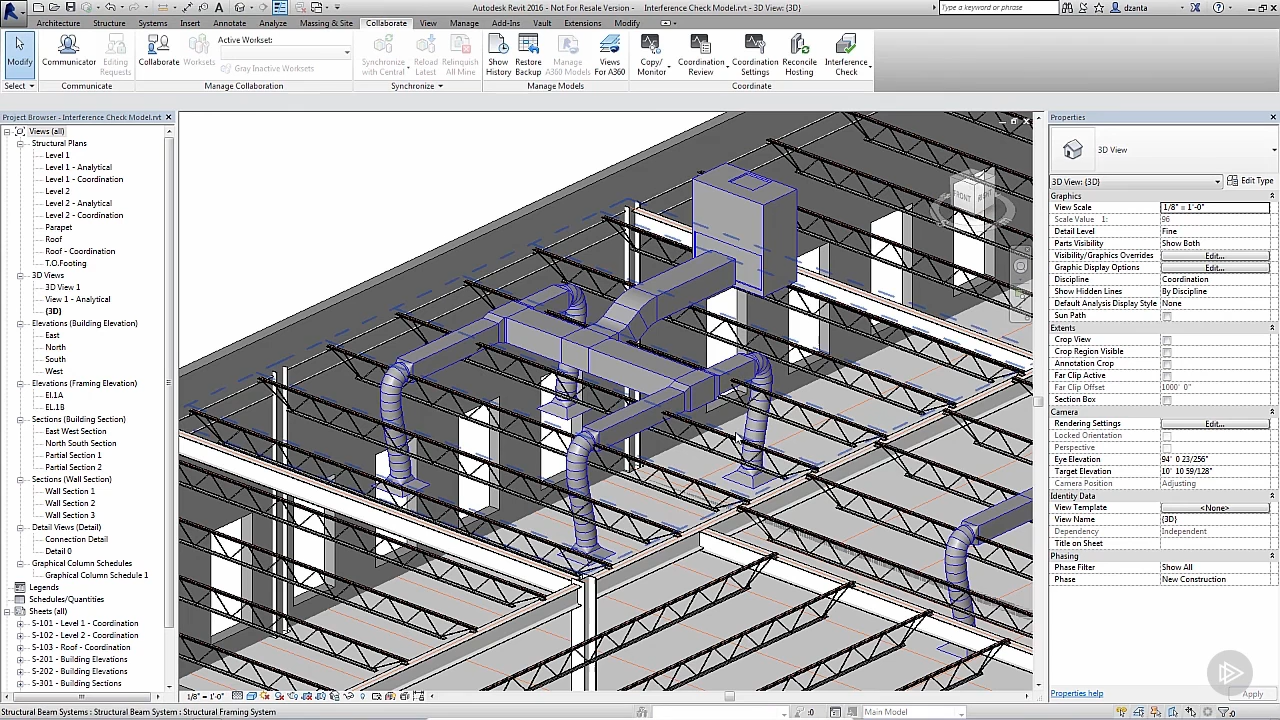 Autodesk Revit 2016 - Not For Resale Version - Interference Check Model.rvt - 3D View: {3D}
Type a keyword or phrase
dzanta
Architecture Structure Systems Insert Annotate Analyze Massing & Site Collaborate View Manage Add-Ins Vault Extensions Modify
Active Workset:
Gray Inactive Worksets
Modify
Communicator
Editing Requests
Collaborate
Worksets
Synchronize with Central
Reload Latest
Relinquish All Mine
Show History
Restore Backup
Manage A360 Models
Views For A360
Copy/ Monitor
Coordination Review
Coordination Settings
Reconcile Hosting
Interference Check
Select
Communicate
Manage Collaboration
Synchronize
Manage Models
Coordinate
Project Browser - Interference Check Model.rvt
Views (all)
Structural Plans
Level 1
Level 1 - Analytical
Level 1 - Coordination
Level 2
Level 2 - Analytical
Level 2 - Coordination
Parapet
Roof
Roof - Coordination
T.O.Footing
3D Views
3D View 1
View 1 - Analytical
{3D}
Elevations (Building Elevation)
East
North
South
West
Elevations (Framing Elevation)
El.1A
EL.1B
Sections (Building Section)
East West Section
North South Section
Partial Section 1
Partial Section 2
Sections (Wall Section)
Wall Section 1
Wall Section 2
Wall Section 3
Detail Views (Detail)
Connection Detail
Detail 0
Graphical Column Schedules
Graphical Column Schedule 1
Legends
Schedules/Quantities
Sheets (all)
S-101 - Level 1 - Coordination
S-102 - Level 2 - Coordination
S-103 - Roof - Coordination
S-201 - Building Elevations
S-202 - Building Elevations
S-301 - Building Sections
FRONT
Properties
3D View
3D View: {3D}
Edit Type
Graphics
View Scale 1/8" = 1'-0"
Scale Value 1: 96
Detail Level Fine
Parts Visibility Show Both
Visibility/Graphics Overrides Edit...
Graphic Display Options Edit...
Discipline Coordination
Show Hidden Lines By Discipline
Default Analysis Display Style None
Sun Path
Extents
Crop View
Crop Region Visible
Annotation Crop
Far Clip Active
Far Clip Offset 1000' 0"
Section Box
Camera
Rendering Settings Edit...
Locked Orientation
Perspective
Eye Elevation 94' 0 23/256"
Target Elevation 10' 10 59/128"
Camera Position Adjusting
Identity Data
View Template <None>
View Name {3D}
Dependency Independent
Title on Sheet
Phasing
Phase Filter Show All
Phase New Construction
Properties help
Apply
1/8" = 1'-0"
Structural Beam Systems : Structural Beam System : Structural Framing System
:0
Main Model
:0